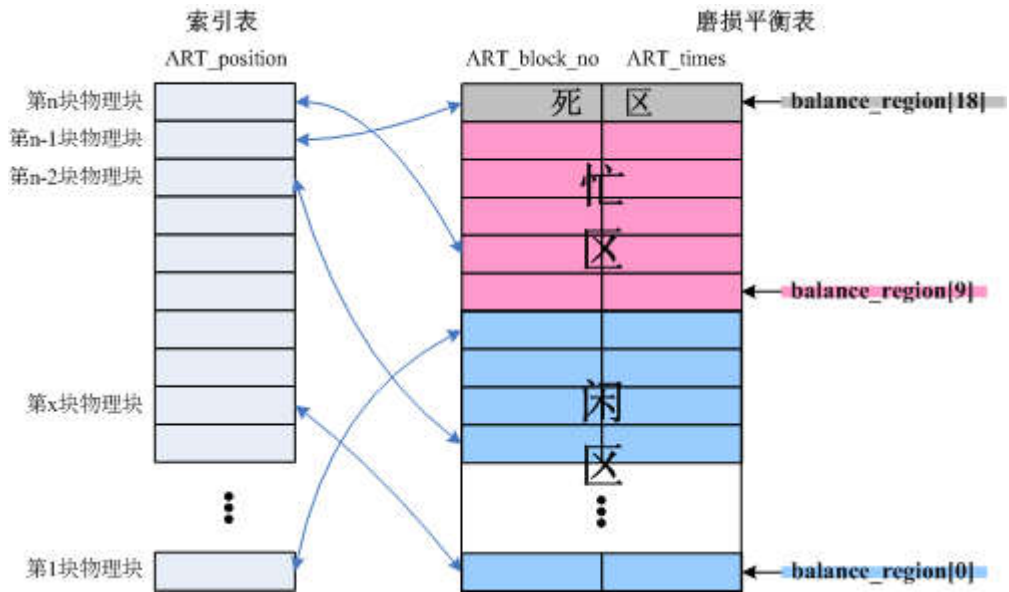 索引表
磨损平衡表
ART_position
ART_block_no
ART_times
第n块物理块
死 区
balance_region[18]
第n-1块物理块
第n-2块物理块
忙
区
balance_region[9]
第x块物理块
闲
区
第1块物理块
balance_region[0]